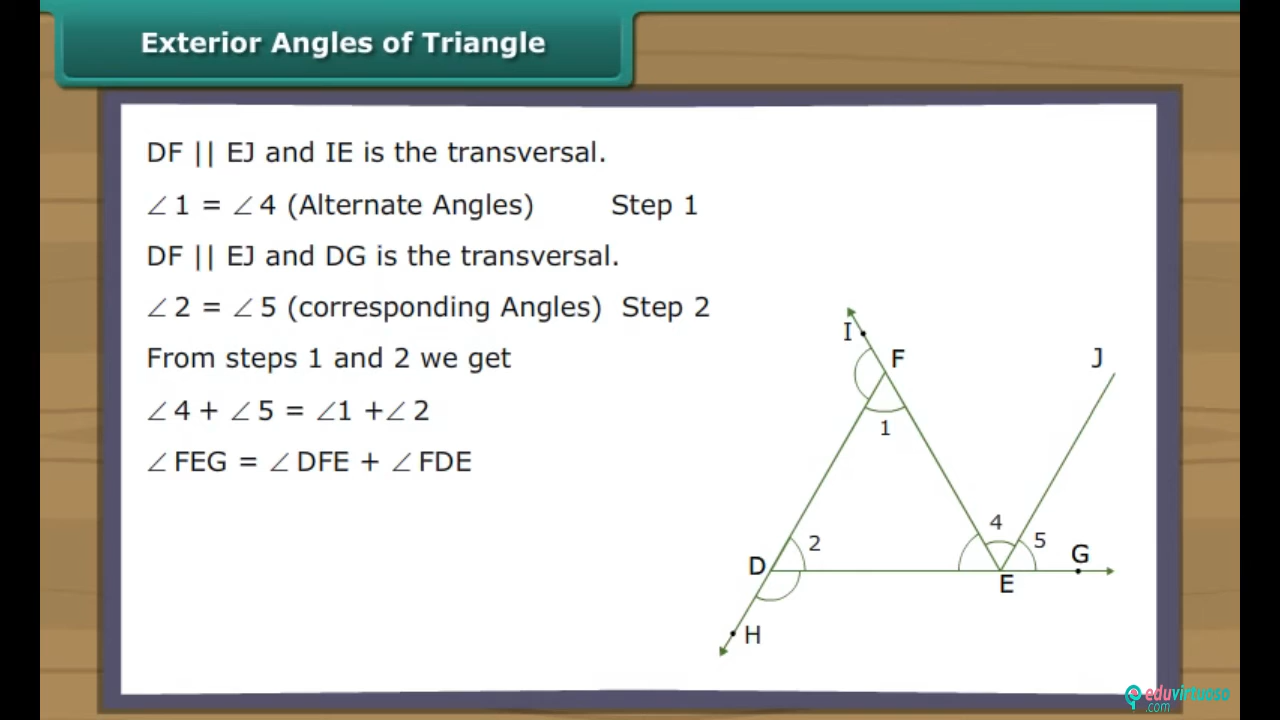 Exterior Angles of Triangle
DF || EJ and IE is the transversal.
∠1 = ∠4 (Alternate Angles) Step 1
DF || EJ and DG is the transversal.
∠2 = ∠5 (corresponding Angles) Step 2
From steps 1 and 2 we get
∠4 + ∠5 = ∠1 +∠2
∠FEG = ∠DFE + ∠FDE
I
F
J
1
4
2
5
G
D
E
H
eduvirtuoso
.com